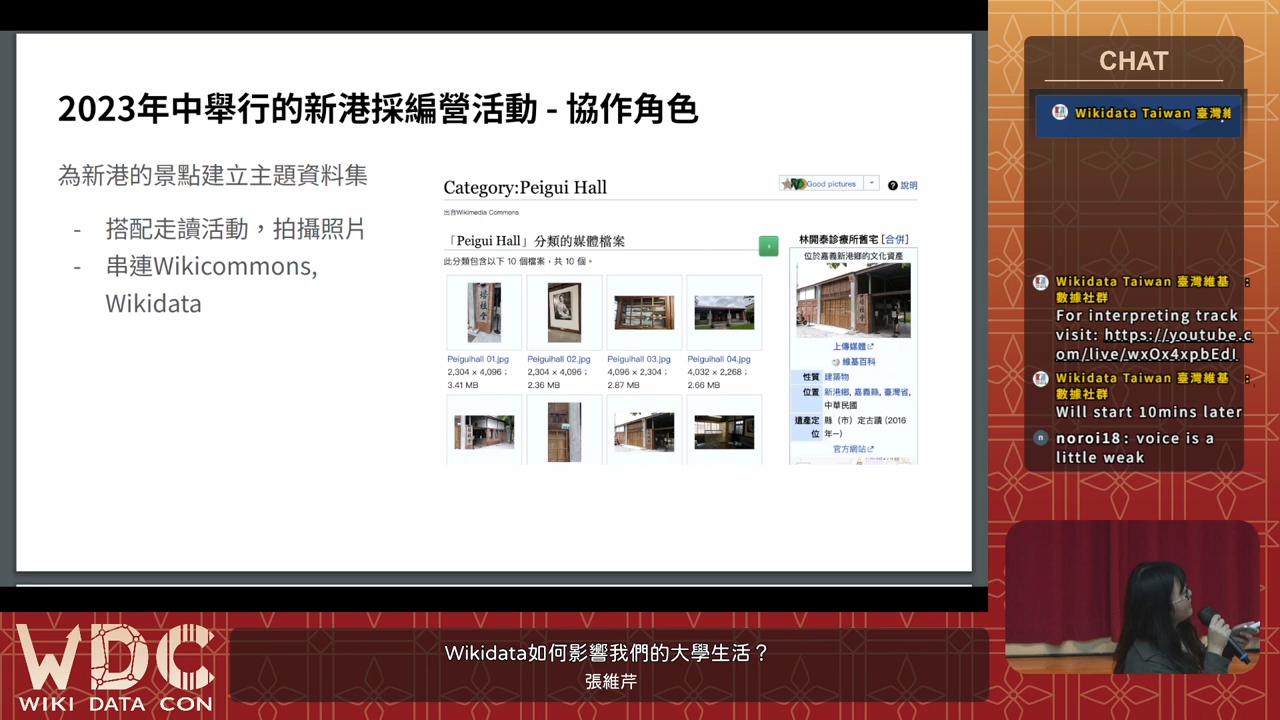 2023年中舉行的新港採編營活動 - 協作角色
為新港的景點建立主題資料集
- 搭配走讀活動，拍攝照片
- 串連Wikicommons,
Wikidata
Category:Peigui Hall
Good pictures
說明
出自Wikimedia Commons
「Peigui Hall」分類的媒體檔案
此分類包含以下 10 個檔案，共 10 個。
Peiguihall 01.jpg
2,304 × 4,096；
3.41 MB
Peiguihall 02.jpg
2,304 × 4,096；
2.36 MB
Peiguihall 03.jpg
4,096 × 2,304；
2.87 MB
Peiguihall 04.jpg
4,032 × 2,268；
2.66 MB
林開泰診療所舊宅 [合併]
位於嘉義新港鄉的文化資產
上傳媒體
維基百科
性質 建築物
位置 新港鄉, 嘉義縣, 臺灣省,
中華民國
遺產定 縣（市）定古蹟 (2016
位 年—)
官方網站
CHAT
Wikidata Taiwan 臺灣維
Wikidata Taiwan 臺灣維基 :
數據社群
For interpreting track
visit: https://youtube.c
om/live/wxOx4xpbEdI
Wikidata Taiwan 臺灣維基 :
數據社群
Will start 10mins later
n noroi18: voice is a
little weak
WDC
WIKI DATA CON
Wikidata如何影響我們的大學生活？
張維芹